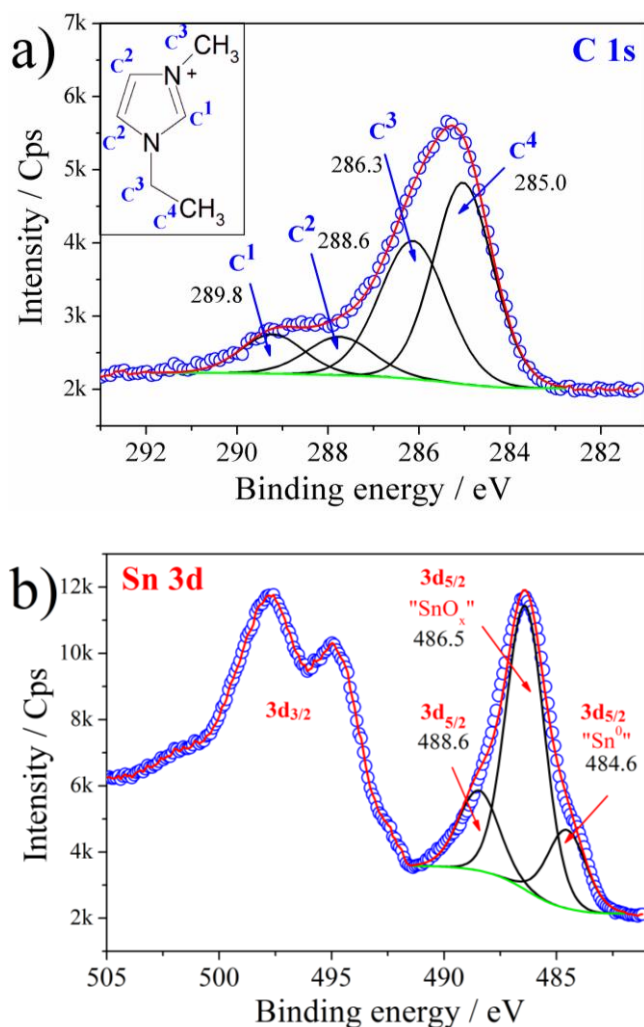 a)
C 1s
C³
CH₃
N
+
C²
C¹
C²
N
C³
C⁴
CH₃
C³
286.3
C⁴
285.0
C²
288.6
C¹
289.8
7k
6k
5k
4k
3k
2k
Intensity / Cps
292 290 288 286 284 282
Binding energy / eV
b)
Sn 3d
3d₅/₂
"SnOₓ"
486.5
3d₃/₂
3d₅/₂
488.6
3d₅/₂
"Sn⁰"
484.6
12k
10k
8k
6k
4k
2k
Intensity / Cps
505 500 495 490 485
Binding energy / eV